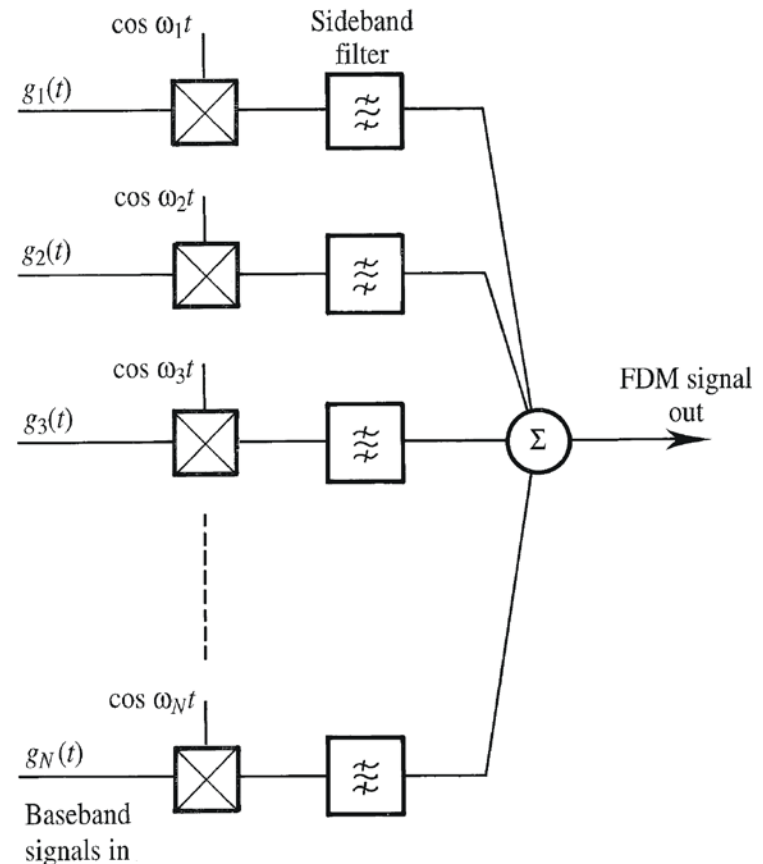 cos ω₁t
Sideband
filter
g₁(t)
cos ω₂t
g₂(t)
cos ω₃t
g₃(t)
FDM signal
out
Σ
cos ω_N t
g_N(t)
Baseband
signals in